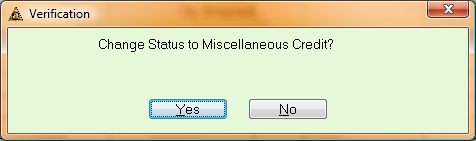 Verification
Change Status to Miscellaneous Credit?
Yes No